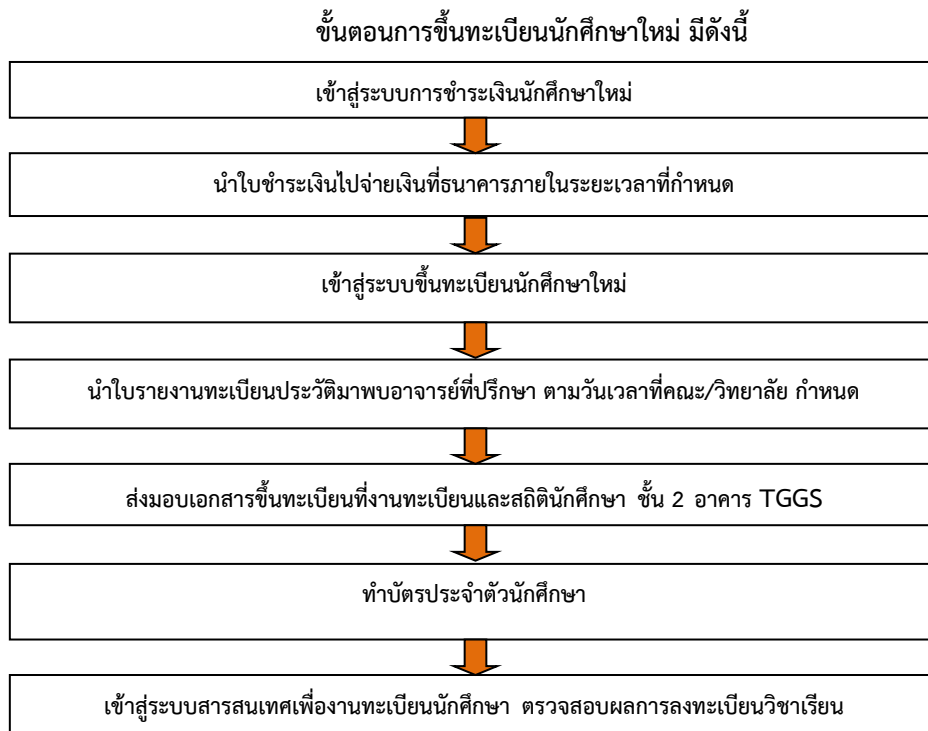 ขั้นตอนการขึ้นทะเบียนนักศึกษาใหม่ มีดังนี้
เข้าสู่ระบบการชำระเงินนักศึกษาใหม่
นำใบชำระเงินไปจ่ายเงินที่ธนาคารภายในระยะเวลาที่กำหนด
เข้าสู่ระบบขึ้นทะเบียนนักศึกษาใหม่
นำใบรายงานทะเบียนประวัติมาพบอาจารย์ที่ปรึกษา ตามวันเวลาที่คณะ/วิทยาลัย กำหนด
ส่งมอบเอกสารขึ้นทะเบียนที่งานทะเบียนและสถิตินักศึกษา ชั้น 2 อาคาร TGGS
ทำบัตรประจำตัวนักศึกษา
เข้าสู่ระบบสารสนเทศเพื่องานทะเบียนนักศึกษา ตรวจสอบผลการลงทะเบียนวิชาเรียน